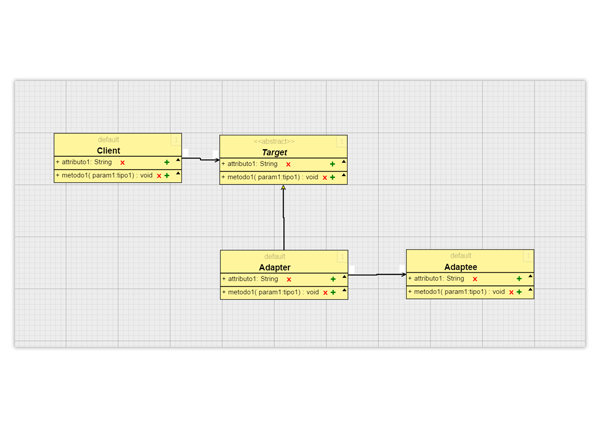 default
Client
+ attributo1: String x +
+ metodo1( param1:tipo1) : void x +
<<abstract>>
Target
+ attributo1: String x +
+ metodo1( param1:tipo1) : void x +
default
Adapter
+ attributo1: String x +
+ metodo1( param1:tipo1) : void x +
default
Adaptee
+ attributo1: String x +
+ metodo1( param1:tipo1) : void x +